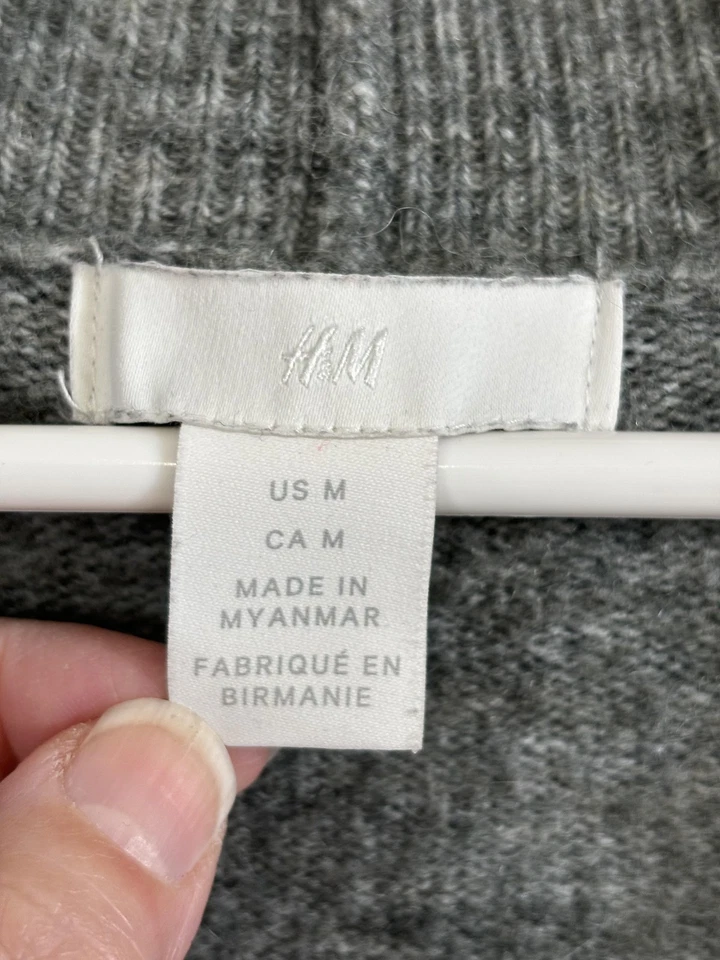 H&M
US M
CA M
MADE IN
MYANMAR
FABRIQUÉ EN
BIRMANIE